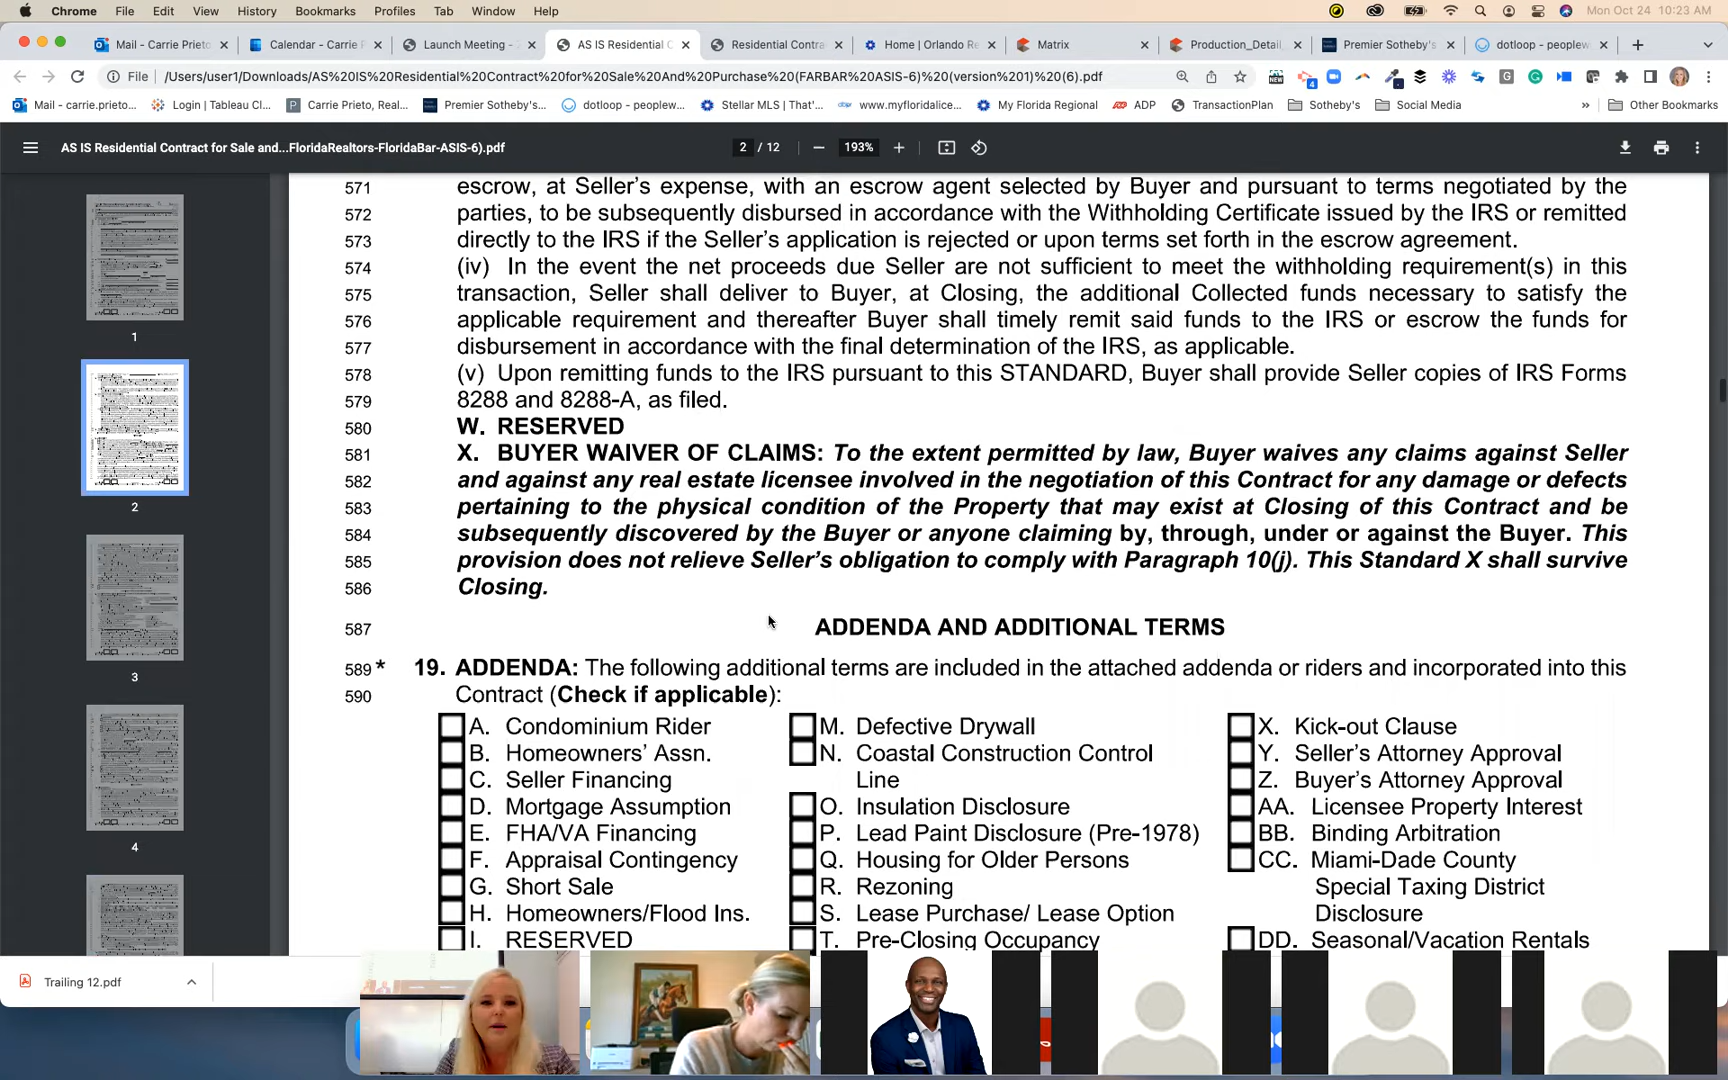 Chrome File Edit View History Bookmarks Profiles Tab Window Help Mon Oct 24 10:23 AM
Mail - Carrie Prieto Calendar - Carrie P Launch Meeting - Z AS IS Residential C Residential Contra Home | Orlando Re Matrix Production_Detail_ Premier Sotheby's dotloop - peoplew
File /Users/user1/Downloads/AS%20IS%20Residential%20Contract%20for%20Sale%20And%20Purchase%20(FARBAR%20ASIS-6)%20(version%201)%20(6).pdf
Mail - carrie.prieto... Login | Tableau Cl... Carrie Prieto, Real... Premier Sotheby's... dotloop - peoplew... Stellar MLS | That'... www.myfloridalice... My Florida Regional ADP TransactionPlan Sotheby's Social Media » Other Bookmarks
AS IS Residential Contract for Sale and...FloridaRealtors-FloridaBar-ASIS-6).pdf 2 / 12 193%
1
2
3
4
571 escrow, at Seller's expense, with an escrow agent selected by Buyer and pursuant to terms negotiated by the
572 parties, to be subsequently disbursed in accordance with the Withholding Certificate issued by the IRS or remitted
573 directly to the IRS if the Seller's application is rejected or upon terms set forth in the escrow agreement.
574 (iv) In the event the net proceeds due Seller are not sufficient to meet the withholding requirement(s) in this
575 transaction, Seller shall deliver to Buyer, at Closing, the additional Collected funds necessary to satisfy the
576 applicable requirement and thereafter Buyer shall timely remit said funds to the IRS or escrow the funds for
577 disbursement in accordance with the final determination of the IRS, as applicable.
578 (v) Upon remitting funds to the IRS pursuant to this STANDARD, Buyer shall provide Seller copies of IRS Forms
579 8288 and 8288-A, as filed.
580 W. RESERVED
581 X. BUYER WAIVER OF CLAIMS: To the extent permitted by law, Buyer waives any claims against Seller
582 and against any real estate licensee involved in the negotiation of this Contract for any damage or defects
583 pertaining to the physical condition of the Property that may exist at Closing of this Contract and be
584 subsequently discovered by the Buyer or anyone claiming by, through, under or against the Buyer. This
585 provision does not relieve Seller's obligation to comply with Paragraph 10(j). This Standard X shall survive
586 Closing.
587 ADDENDA AND ADDITIONAL TERMS
589 * 19. ADDENDA: The following additional terms are included in the attached addenda or riders and incorporated into this
590 Contract (Check if applicable):
A. Condominium Rider
B. Homeowners' Assn.
C. Seller Financing
D. Mortgage Assumption
E. FHA/VA Financing
F. Appraisal Contingency
G. Short Sale
H. Homeowners/Flood Ins.
I. RESERVED
M. Defective Drywall
N. Coastal Construction Control
Line
O. Insulation Disclosure
P. Lead Paint Disclosure (Pre-1978)
Q. Housing for Older Persons
R. Rezoning
S. Lease Purchase/ Lease Option
T. Pre-Closing Occupancy
X. Kick-out Clause
Y. Seller's Attorney Approval
Z. Buyer's Attorney Approval
AA. Licensee Property Interest
BB. Binding Arbitration
CC. Miami-Dade County
Special Taxing District
Disclosure
DD. Seasonal/Vacation Rentals
Trailing 12.pdf